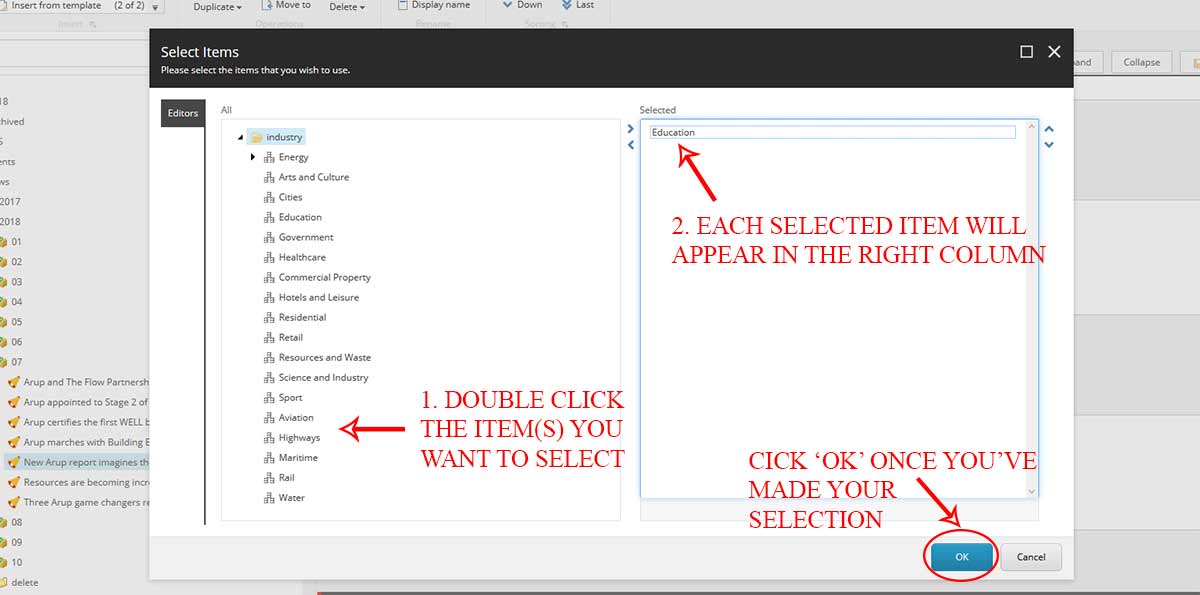 Insert from template (2 of 2)
Duplicate
Move to
Delete
Display name
Down
Last
Insert
Operations
Rename
Sorting
Select Items
Please select the items that you wish to use.
Collapse
Editors
All
Selected
industry
Energy
Arts and Culture
Cities
Education
Government
Healthcare
Commercial Property
Hotels and Leisure
Residential
Retail
Resources and Waste
Science and Industry
Sport
Aviation
Highways
Maritime
Rail
Water
Education
1. DOUBLE CLICK
THE ITEM(S) YOU
WANT TO SELECT
2. EACH SELECTED ITEM WILL
APPEAR IN THE RIGHT COLUMN
CICK ‘OK’ ONCE YOU’VE
MADE YOUR
SELECTION
OK
Cancel
2017
2018
01
02
03
04
05
06
07
Arup and The Flow Partnersh
Arup appointed to Stage 2 of
Arup certifies the first WELL b
Arup marches with Building E
New Arup report imagines th
Resources are becoming incre
Three Arup game changers re
08
09
10
delete